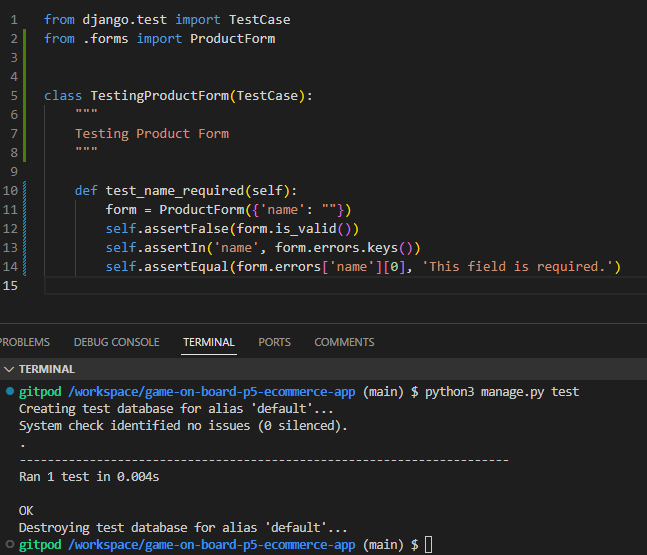 1 from django.test import TestCase
2 from .forms import ProductForm
3
4
5 class TestingProductForm(TestCase):
6 """
7 Testing Product Form
8 """
9
10 def test_name_required(self):
11 form = ProductForm({'name': ""})
12 self.assertFalse(form.is_valid())
13 self.assertIn('name', form.errors.keys())
14 self.assertEqual(form.errors['name'][0], 'This field is required.')
15
PROBLEMS DEBUG CONSOLE TERMINAL PORTS COMMENTS
TERMINAL
gitpod /workspace/game-on-board-p5-ecommerce-app (main) $ python3 manage.py test
Creating test database for alias 'default'...
System check identified no issues (0 silenced).
.
----------------------------------------------------------------------
Ran 1 test in 0.004s
OK
Destroying test database for alias 'default'...
gitpod /workspace/game-on-board-p5-ecommerce-app (main) $